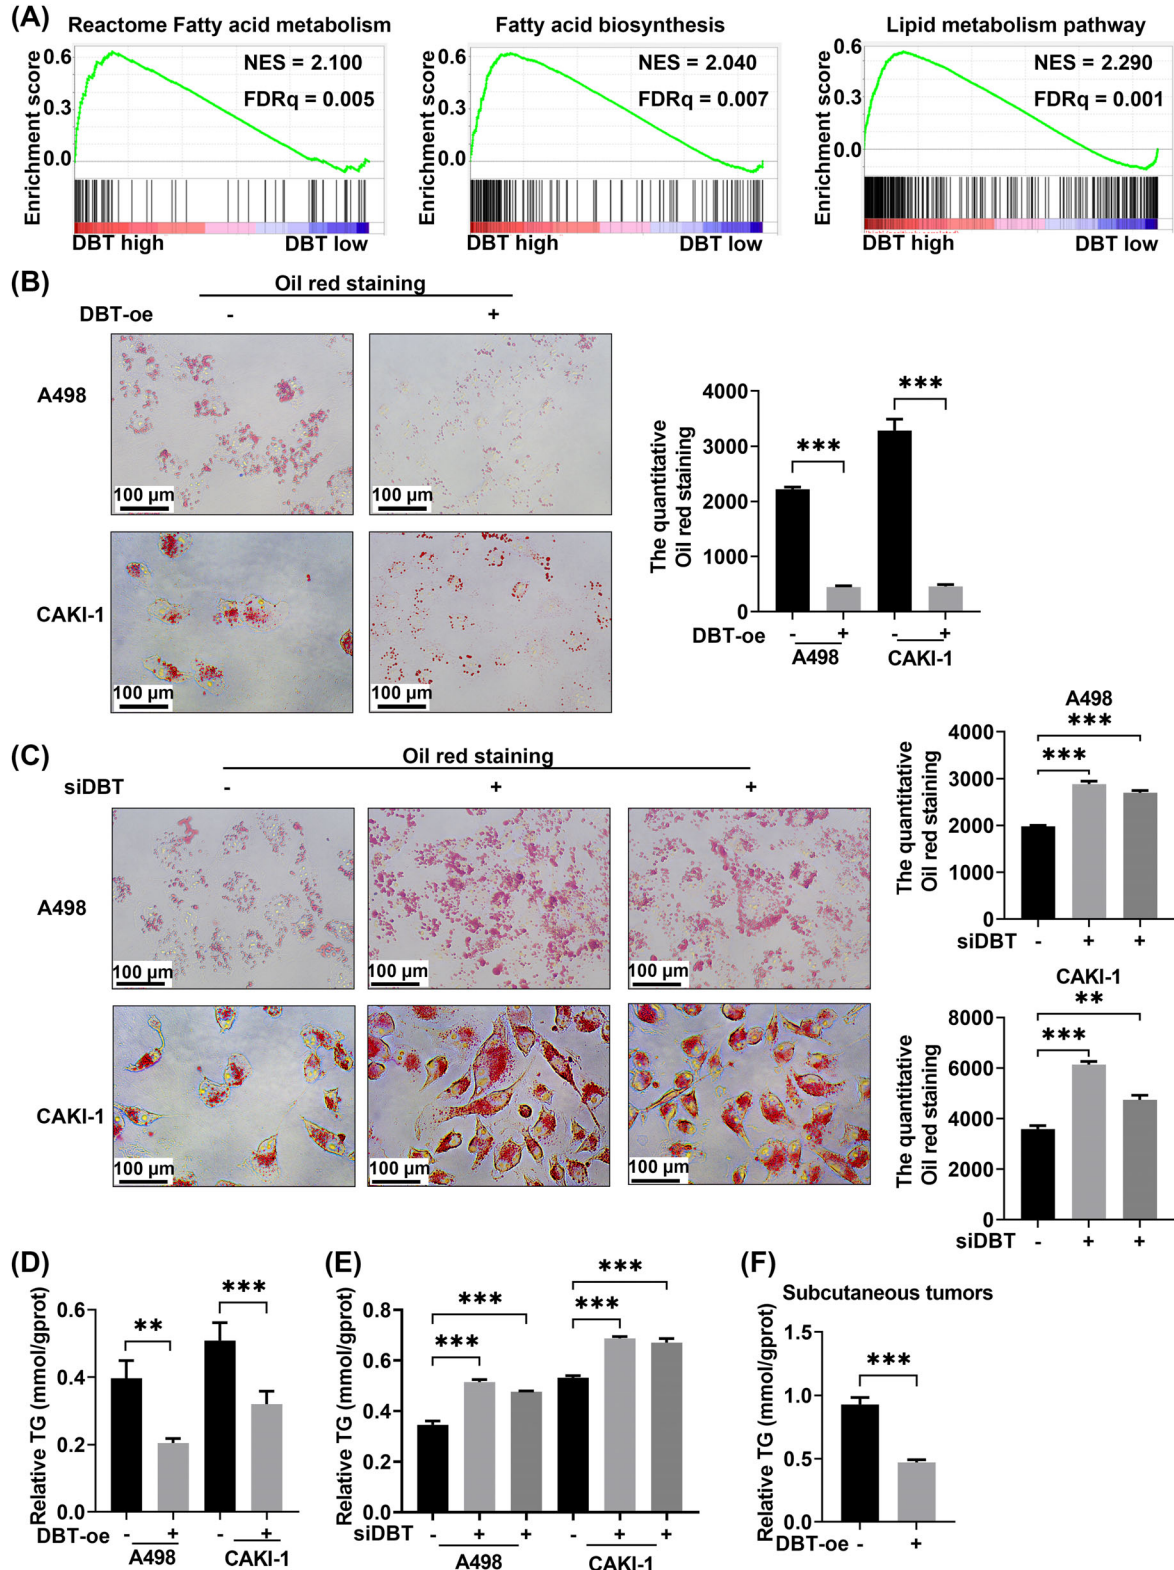 (A)
Reactome Fatty acid metabolism
Fatty acid biosynthesis
Lipid metabolism pathway
Enrichment score
0.6
0.3
0.0
NES = 2.100
FDRq = 0.005
DBT high
DBT low
Enrichment score
0.6
0.3
0.0
NES = 2.040
FDRq = 0.007
DBT high
DBT low
Enrichment score
0.6
0.3
0.0
NES = 2.290
FDRq = 0.001
DBT high
DBT low
(B)
Oil red staining
DBT-oe - +
A498
100 μm
100 μm
CAKI-1
100 μm
100 μm
The quantitative
Oil red staining
4000
3000
2000
1000
0
***
***
DBT-oe - + - +
A498 CAKI-1
(C)
Oil red staining
siDBT - + +
A498
100 μm
100 μm
100 μm
CAKI-1
100 μm
100 μm
100 μm
A498
The quantitative
Oil red staining
4000
3000
2000
1000
0
***
***
siDBT - + +
CAKI-1
The quantitative
Oil red staining
8000
6000
4000
2000
0
**
***
siDBT - + +
(D)
Relative TG (mmol/gprot)
0.6
0.4
0.2
0.0
**
***
DBT-oe - + - +
A498 CAKI-1
(E)
Relative TG (mmol/gprot)
0.8
0.6
0.4
0.2
0.0
***
***
***
***
siDBT - + + - + +
A498 CAKI-1
(F)
Subcutaneous tumors
Relative TG (mmol/gprot)
1.5
1.0
0.5
0.0
***
DBT-oe - +